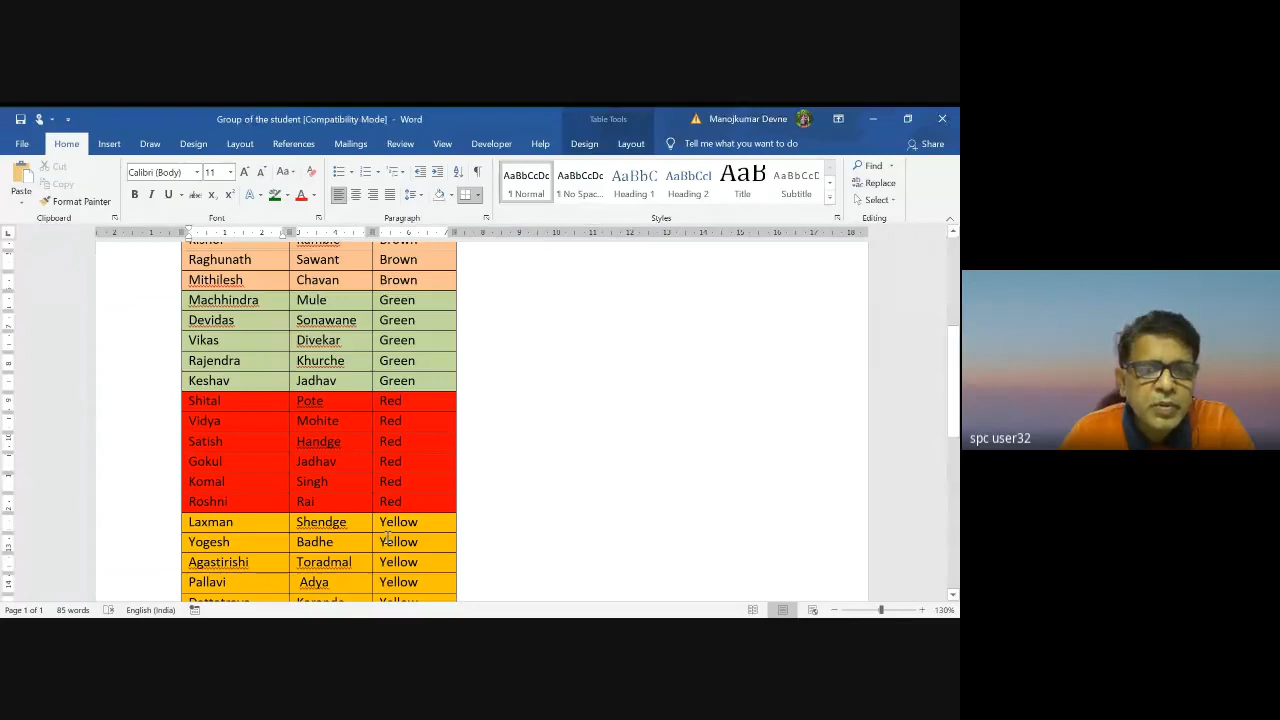 Group of the student [Compatibility Mode] - Word
Table Tools
Manojkumar Devne
File Home Insert Draw Design Layout References Mailings Review View Developer Help Design Layout Tell me what you want to do Share
Paste
Cut
Copy
Format Painter
Clipboard
Calibri (Body) 11
Font
Paragraph
AaBbCcDc AaBbCcDc AaBbC AaBbCcl AaB AaBbCcD
¶ Normal ¶ No Spac... Heading 1 Heading 2 Title Subtitle
Styles
Find
Replace
Select
Editing
Raghunath Sawant Brown
Mithilesh Chavan Brown
Machhindra Mule Green
Devidas Sonawane Green
Vikas Divekar Green
Rajendra Khurche Green
Keshav Jadhav Green
Shital Pote Red
Vidya Mohite Red
Satish Handge Red
Gokul Jadhav Red
Komal Singh Red
Roshni Rai Red
Laxman Shendge Yellow
Yogesh Badhe Yellow
Agastirishi Toradmal Yellow
Pallavi Adya Yellow
Page 1 of 1 85 words English (India) 130%
spc user32